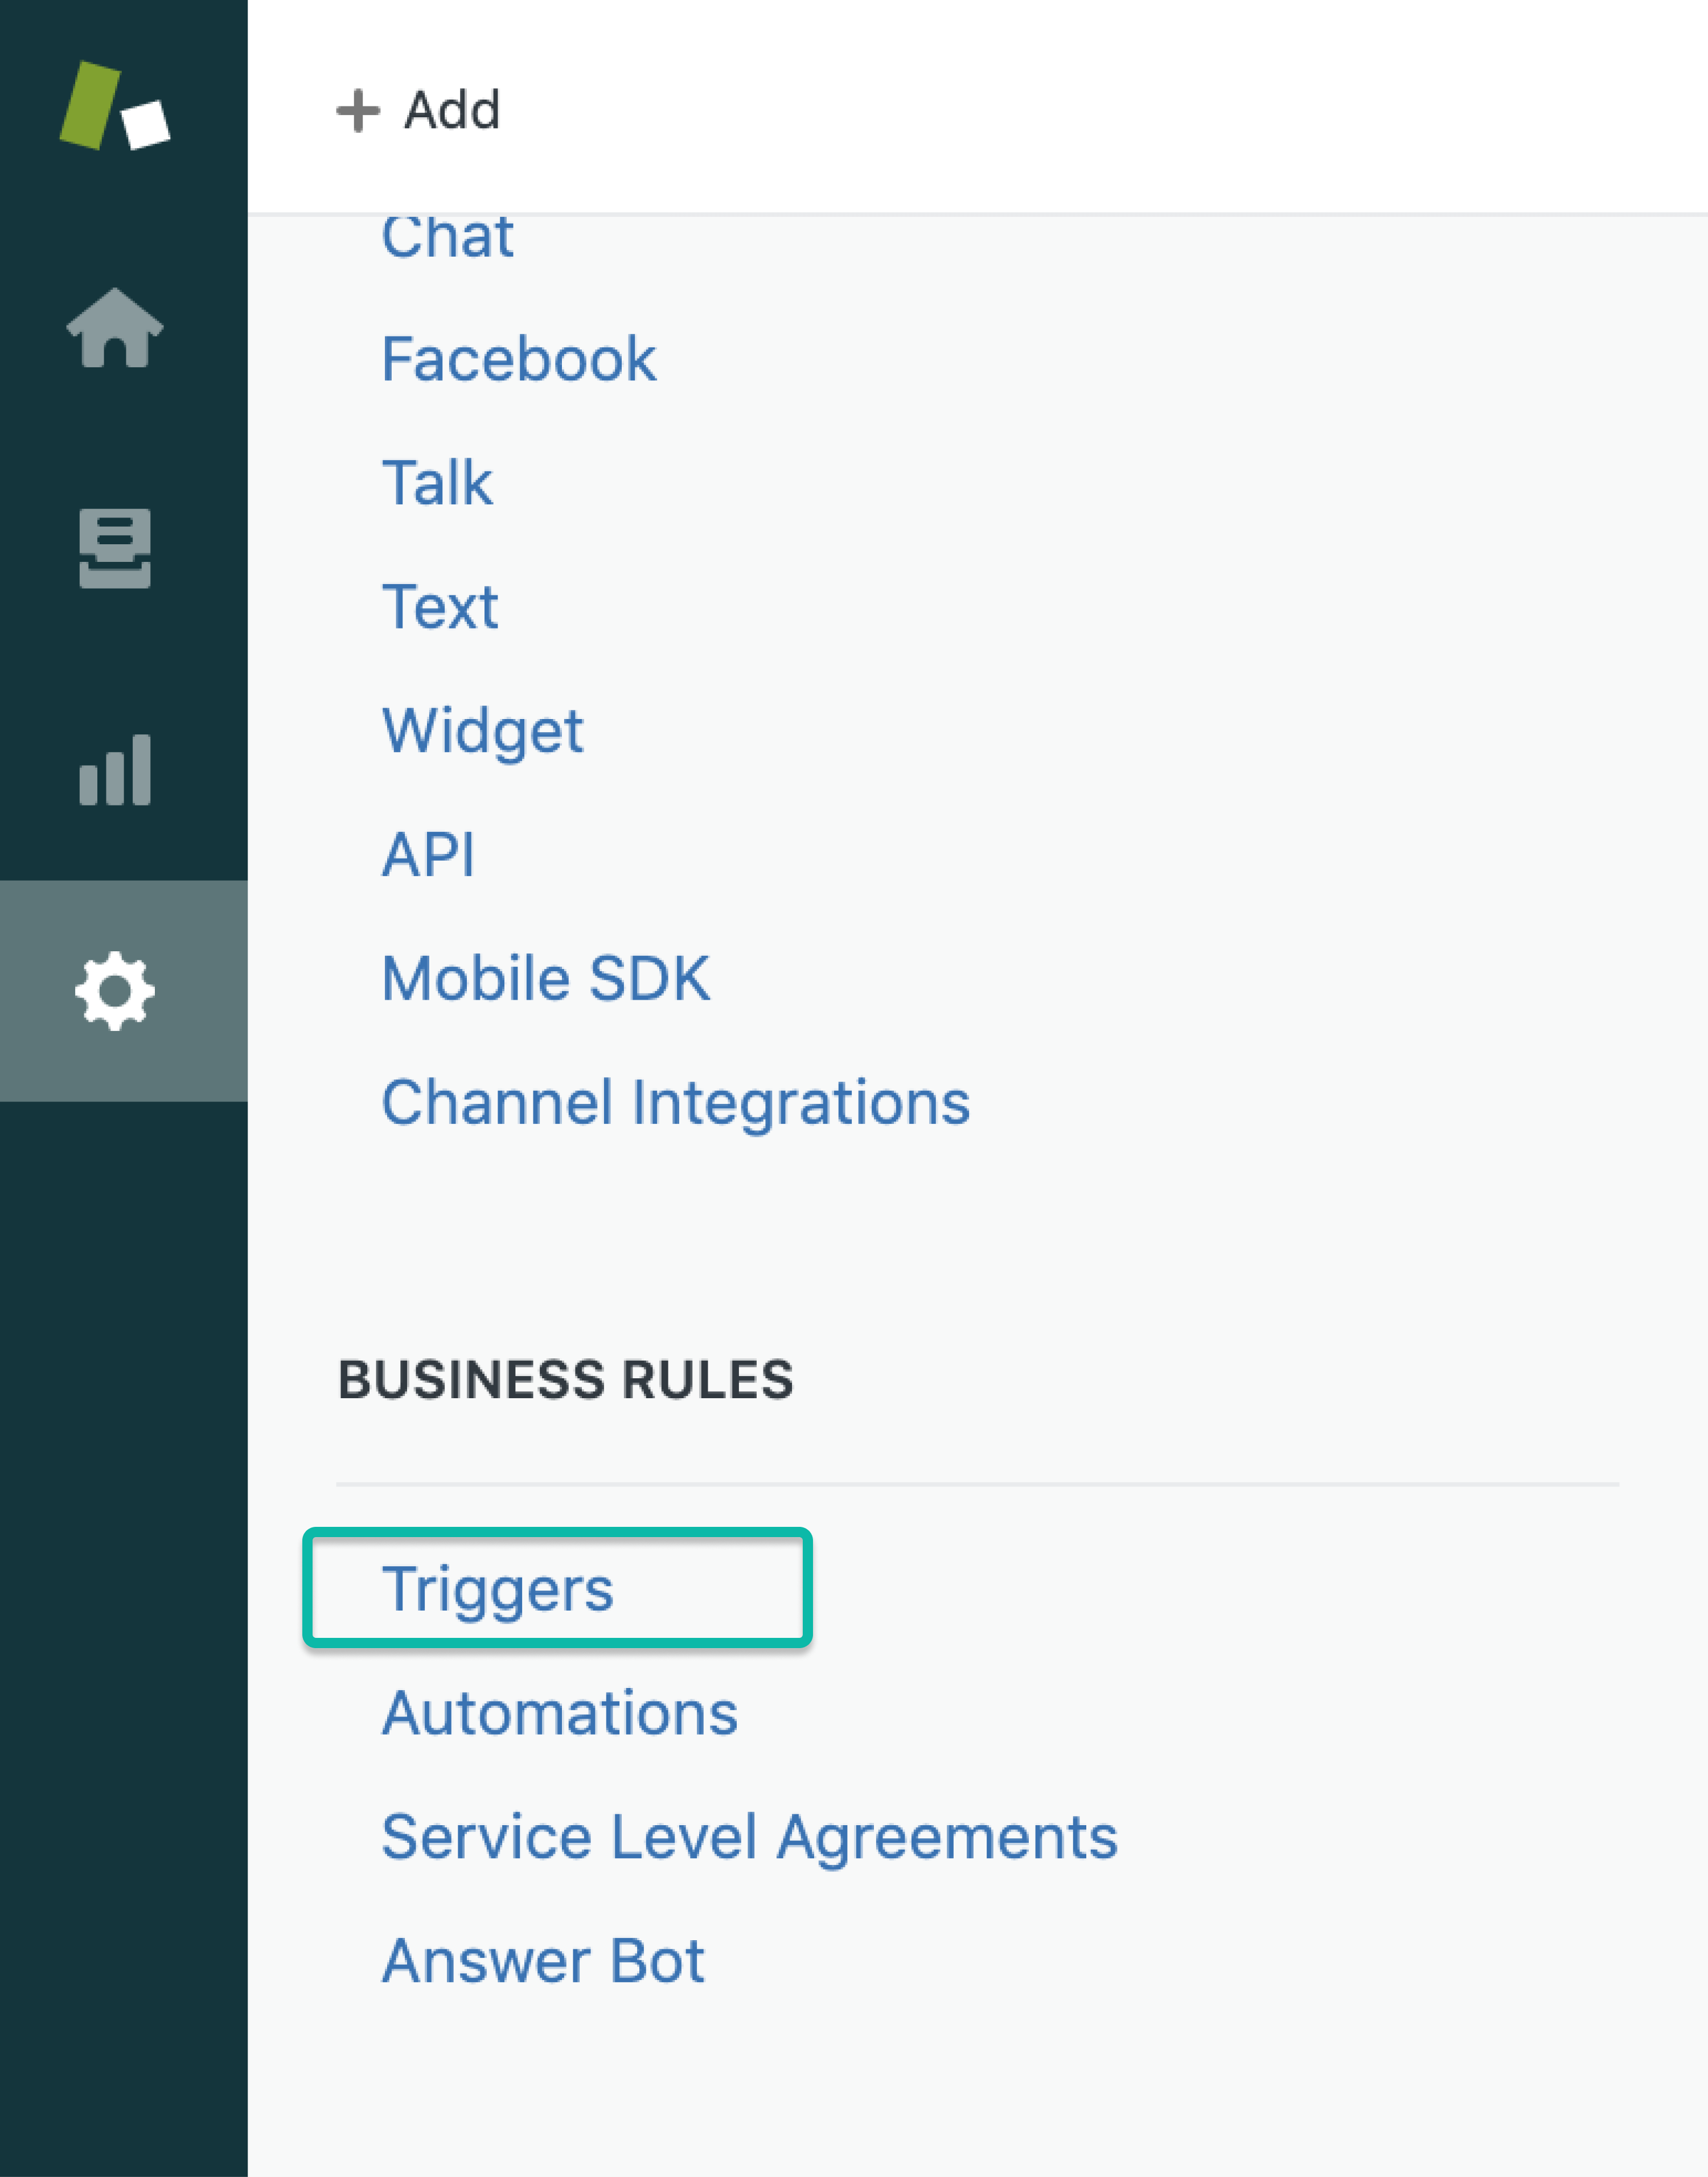 Add
Chat
Facebook
Talk
Text
Widget
API
Mobile SDK
Channel Integrations
BUSINESS RULES
Triggers
Automations
Service Level Agreements
Answer Bot